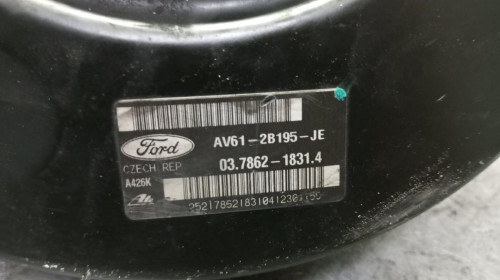 Ford AV61-2B195-JE
CZECH REP 03.7862-1831.4
A426K